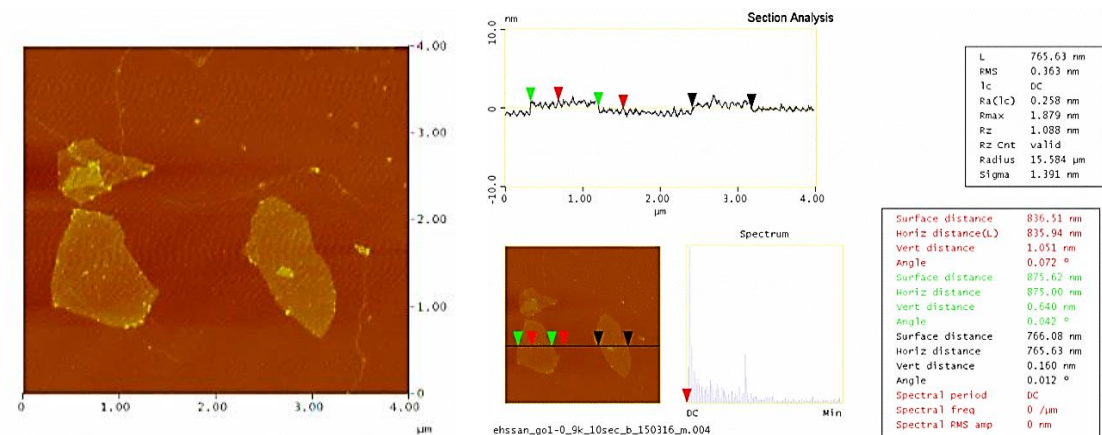 4.00
3.00
2.00
1.00
0
0
1.00
2.00
3.00
4.00
µm
Section Analysis
nm
10.0
0
-10.0
0
1.00
2.00
3.00
4.00
µm
L 765.63 nm
RMS 0.363 nm
lc DC
Ra(lc) 0.258 nm
Rmax 1.879 nm
Rz 1.088 nm
Rz Cnt valid
Radius 15.584 µm
Sigma 1.391 nm
Spectrum
DC Min
Surface distance 836.51 nm
Horiz distance(L) 835.94 nm
Vert distance 1.051 nm
Angle 0.072 °
Surface distance 875.62 nm
Horiz distance 875.00 nm
Vert distance 0.640 nm
Angle 0.042 °
Surface distance 766.08 nm
Horiz distance 765.63 nm
Vert distance 0.160 nm
Angle 0.012 °
Spectral period DC
Spectral freq 0 /µm
Spectral RMS amp 0 nm
ehssan_go1-0_9k_10sec_b_150316_m.004